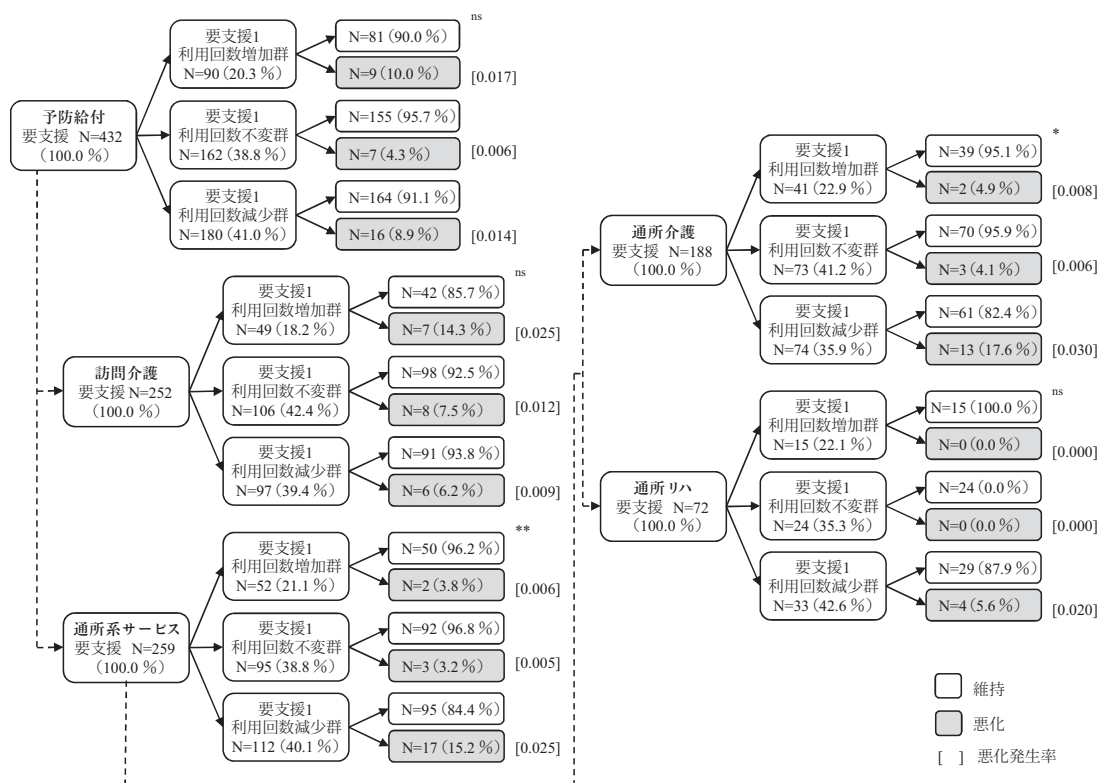 予防給付
要支援 N=432
(100.0 %)
ns
要支援1
利用回数増加群
N=90 (20.3 %)
N=81 (90.0 %)
N=9 (10.0 %)
[0.017]
要支援1
利用回数不変群
N=162 (38.8 %)
N=155 (95.7 %)
N=7 (4.3 %)
[0.006]
要支援1
利用回数減少群
N=180 (41.0 %)
N=164 (91.1 %)
N=16 (8.9 %)
[0.014]
訪問介護
要支援 N=252
(100.0 %)
ns
要支援1
利用回数増加群
N=49 (18.2 %)
N=42 (85.7 %)
N=7 (14.3 %)
[0.025]
要支援1
利用回数不変群
N=106 (42.4 %)
N=98 (92.5 %)
N=8 (7.5 %)
[0.012]
要支援1
利用回数減少群
N=97 (39.4 %)
N=91 (93.8 %)
N=6 (6.2 %)
[0.009]
通所系サービス
要支援 N=259
(100.0 %)
**
要支援1
利用回数増加群
N=52 (21.1 %)
N=50 (96.2 %)
N=2 (3.8 %)
[0.006]
要支援1
利用回数不変群
N=95 (38.8 %)
N=92 (96.8 %)
N=3 (3.2 %)
[0.005]
要支援1
利用回数減少群
N=112 (40.1 %)
N=95 (84.4 %)
N=17 (15.2 %)
[0.025]
通所介護
要支援 N=188
(100.0 %)
*
要支援1
利用回数増加群
N=41 (22.9 %)
N=39 (95.1 %)
N=2 (4.9 %)
[0.008]
要支援1
利用回数不変群
N=73 (41.2 %)
N=70 (95.9 %)
N=3 (4.1 %)
[0.006]
要支援1
利用回数減少群
N=74 (35.9 %)
N=61 (82.4 %)
N=13 (17.6 %)
[0.030]
通所リハ
要支援 N=72
(100.0 %)
ns
要支援1
利用回数増加群
N=15 (22.1 %)
N=15 (100.0 %)
N=0 (0.0 %)
[0.000]
要支援1
利用回数不変群
N=24 (35.3 %)
N=24 (0.0 %)
N=0 (0.0 %)
[0.000]
要支援1
利用回数減少群
N=33 (42.6 %)
N=29 (87.9 %)
N=4 (5.6 %)
[0.020]
維持
悪化
[ ] 悪化発生率